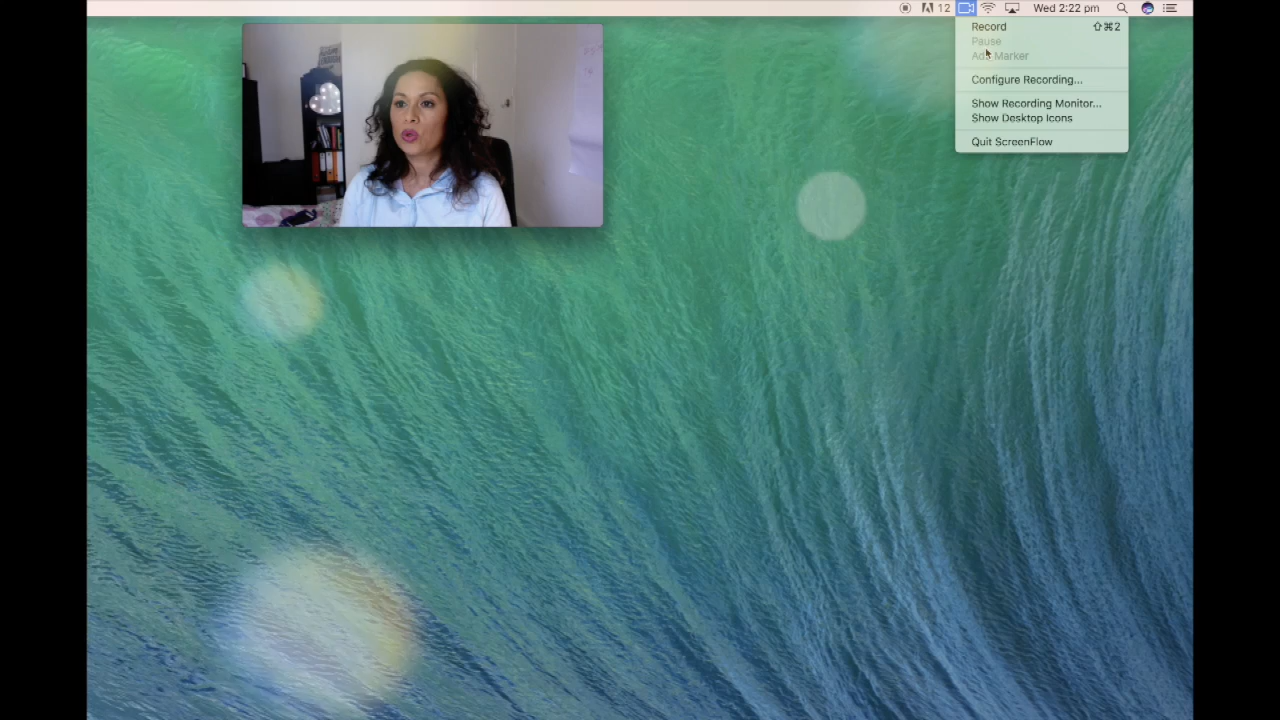 12
Wed 2:22 pm
Record ⇧⌘2
Pause
Add Marker
Configure Recording...
Show Recording Monitor...
Show Desktop Icons
Quit ScreenFlow